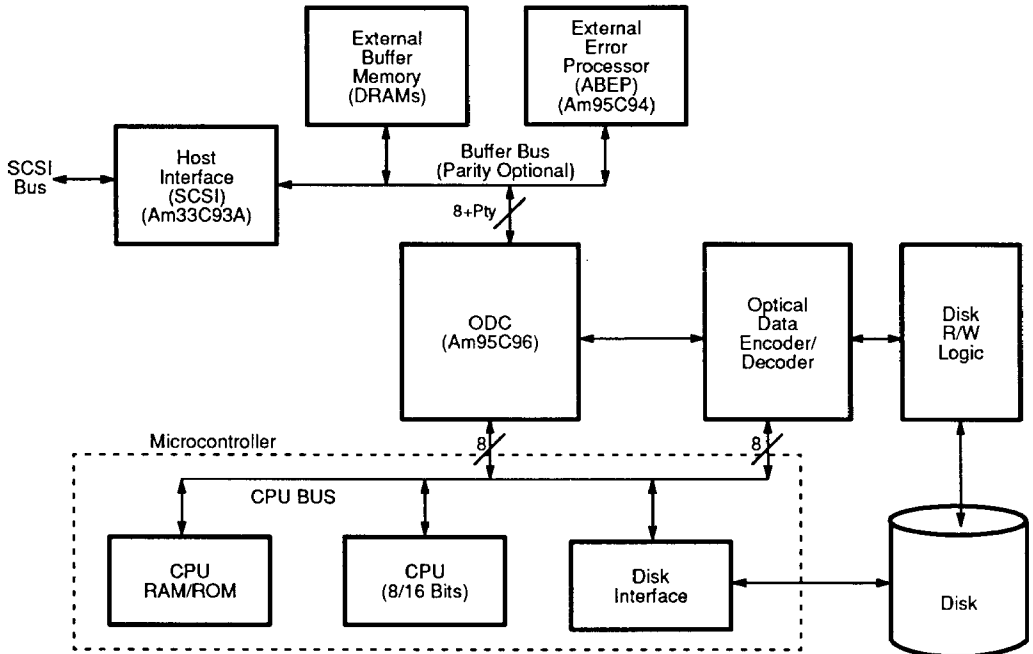 External
Buffer
Memory
(DRAMs)
External
Error
Processor
(ABEP)
(Am95C94)
SCSI
Bus
Host
Interface
(SCSI)
(Am33C93A)
Buffer Bus
(Parity Optional)
8+Pty
ODC
(Am95C96)
Optical
Data
Encoder/
Decoder
Disk
R/W
Logic
Microcontroller
8
8
CPU BUS
CPU
RAM/ROM
CPU
(8/16 Bits)
Disk
Interface
Disk